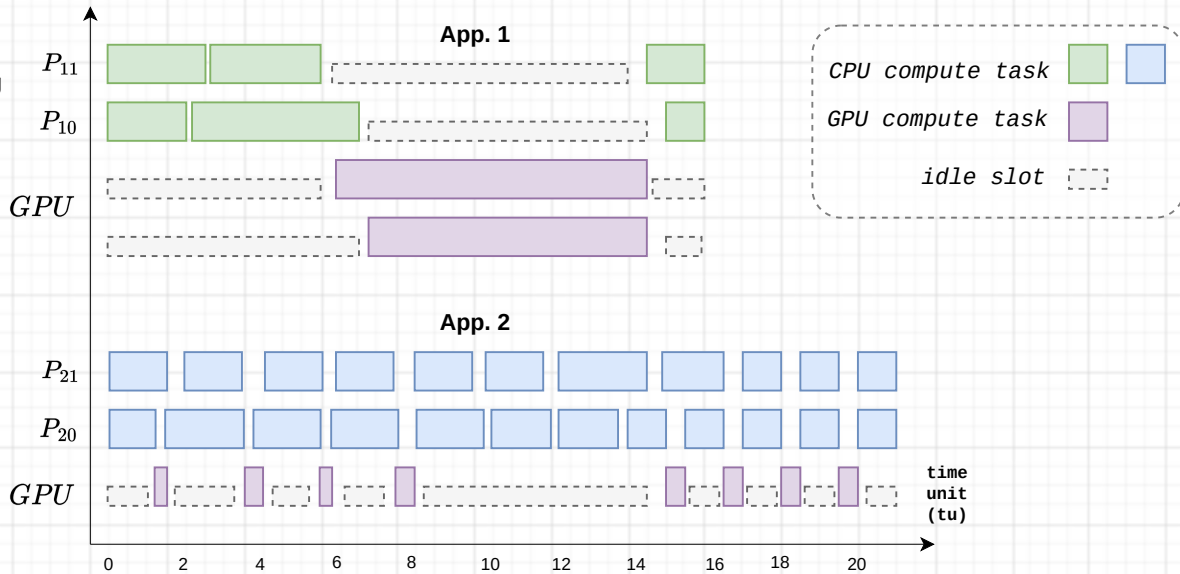 App. 1
P11
P10
GPU
CPU compute task
GPU compute task
idle slot
App. 2
P21
P20
GPU
time
unit
(tu)
0 2 4 6 8 10 12 14 16 18 20